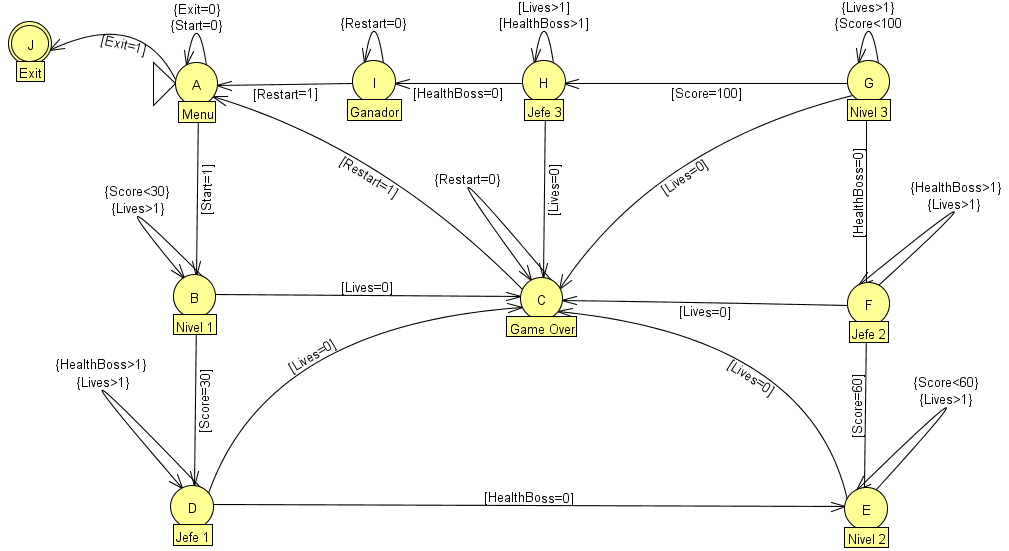 {Exit=0}
{Start=0}
{Restart=0}
[Lives>1]
[HealthBoss>1]
{Lives>1}
{Score<100
J
Exit
[Exit=1]
A
Menu
[Restart=1]
I
Ganador
[HealthBoss=0]
H
Jefe 3
[Score=100]
G
Nivel 3
[Start=1]
[Restart=1]
[Lives=0]
[Lives=0]
[HealthBoss=0]
{Score<30}
{Lives>1}
{Restart=0}
{HealthBoss>1}
{Lives>1}
B
Nivel 1
[Lives=0]
C
Game Over
[Lives=0]
F
Jefe 2
{HealthBoss>1}
{Lives>1}
[Score=30]
[Lives=0]
[Lives=0]
[Score=60]
{Score<60}
{Lives>1}
D
Jefe 1
[HealthBoss=0]
E
Nivel 2